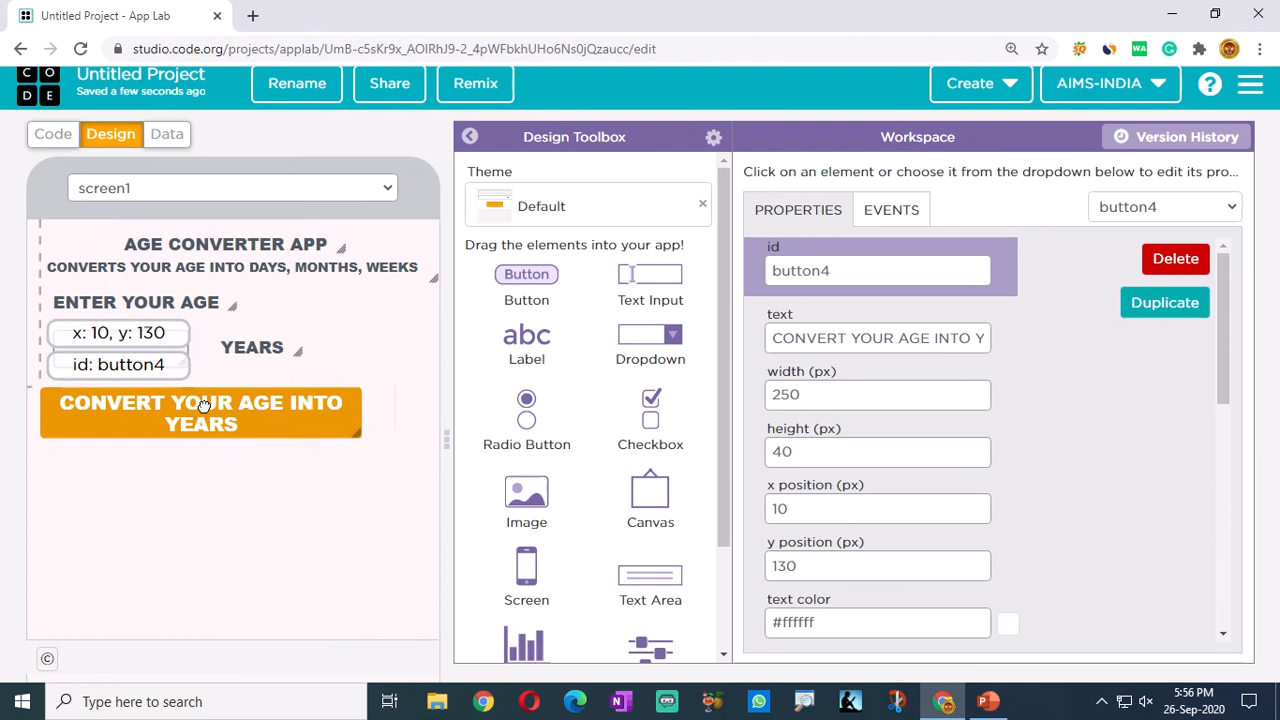 Untitled Project - App Lab
studio.code.org/projects/applab/UmB-c5sKr9x_AOIRhJ9-2_4pWFbkhUHo6Ns0jQzaucc/edit
WA
C O
D E
Untitled Project
Saved a few seconds ago
Rename
Share
Remix
Create
AIMS-INDIA
?
Code
Design
Data
Design Toolbox
Workspace
Version History
screen1
Theme
Default
Click on an element or choose it from the dropdown below to edit its pro...
PROPERTIES
EVENTS
button4
AGE CONVERTER APP
CONVERTS YOUR AGE INTO DAYS, MONTHS, WEEKS
ENTER YOUR AGE
x: 10, y: 130
id: button4
YEARS
CONVERT YOUR AGE INTO
YEARS
Drag the elements into your app!
Button
Button
Text Input
abc
Label
Dropdown
Radio Button
Checkbox
Image
Canvas
Screen
Text Area
id
button4
Delete
Duplicate
text
CONVERT YOUR AGE INTO Y
width (px)
250
height (px)
40
x position (px)
10
y position (px)
130
text color
#ffffff
©
Type here to search
5:56 PM
26-Sep-2020